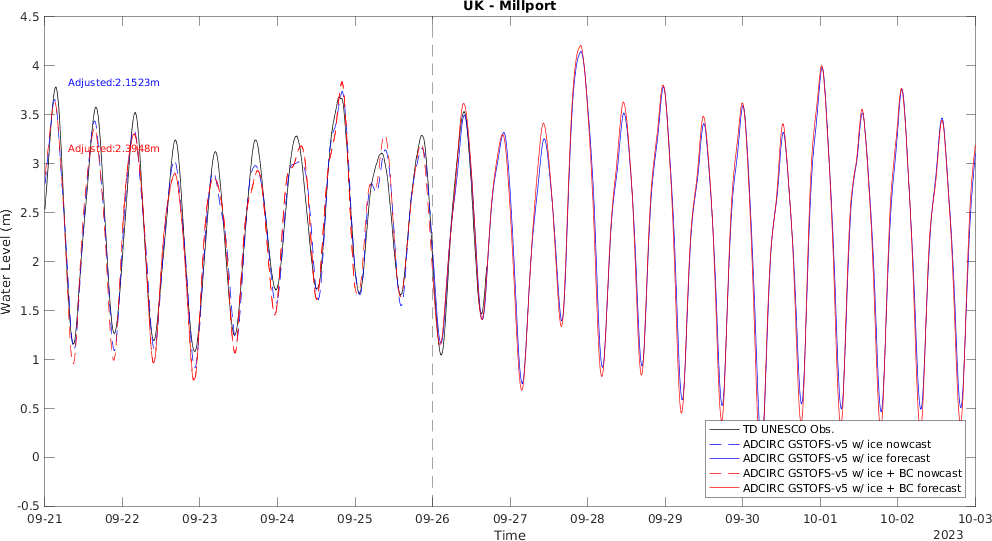 UK - Millport
4.5
4
3.5
3
2.5
2
1.5
1
0.5
0
-0.5
Water Level (m)
Adjusted:2.1523m
Adjusted:2.3948m
TD UNESCO Obs.
ADCIRC GSTOFS-v5 w/ ice nowcast
ADCIRC GSTOFS-v5 w/ ice forecast
ADCIRC GSTOFS-v5 w/ ice + BC nowcast
ADCIRC GSTOFS-v5 w/ ice + BC forecast
09-21 09-22 09-23 09-24 09-25 09-26 09-27 09-28 09-29 09-30 10-01 10-02 10-03
Time
2023